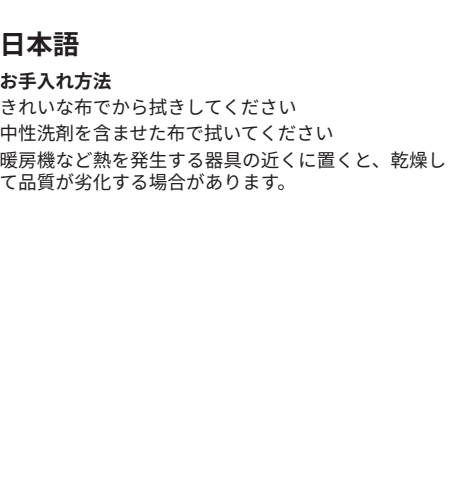 日本語
お手入れ方法
きれいな布でから拭きしてください
中性洗剤を含ませた布で拭いてください
暖房機など熱を発生する器具の近くに置くと、乾燥し
て品質が劣化する場合があります。